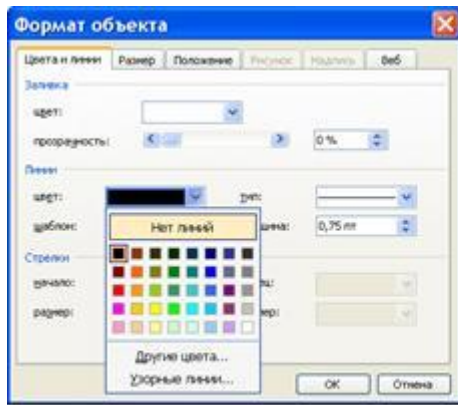 Формат объекта
Цвета и линии Размер Положение Рисунок Надпись Веб
Заливка
цвет:
прозрачность: 0 %
Линии
цвет: тип:
шаблон: Нет линий 0,75 пт
Стрелки
начало:
размер:
Другие цвета...
Узорные линии...
ОК Отмена